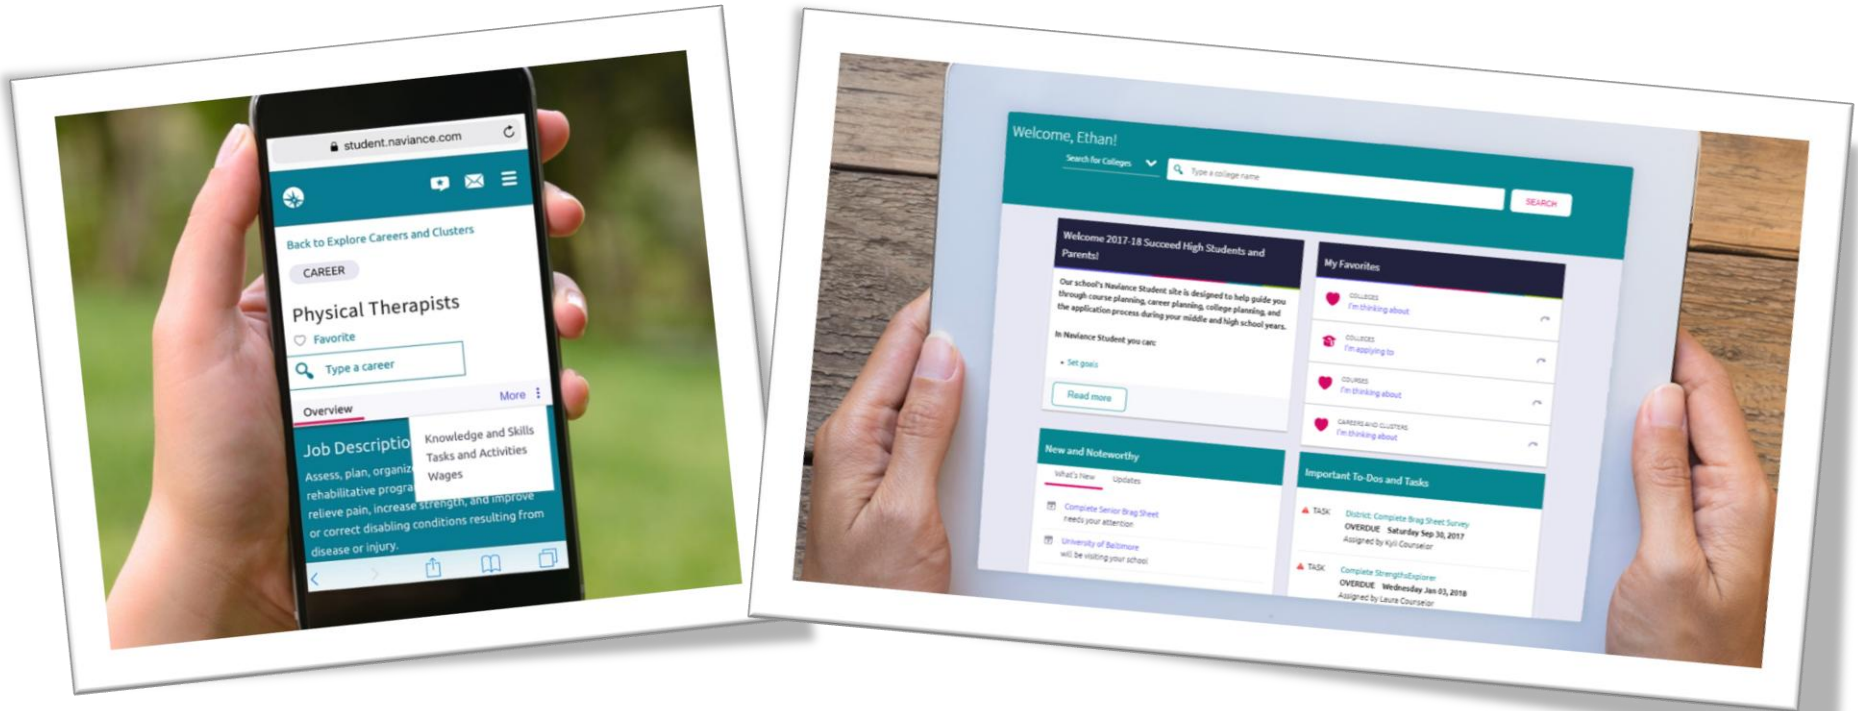 student.naviance.com
Back to Explore Careers and Clusters
CAREER
Physical Therapists
Favorite
Type a career
Overview
More
Knowledge and Skills
Tasks and Activities
Wages
Job Descriptio
Assess, plan, organiz
rehabilitative progra
relieve pain, increase strength, and improve
or correct disabling conditions resulting from
disease or injury.
Welcome, Ethan!
Search for Colleges
Type a college name
SEARCH
Welcome 2017-18 Succeed High Students and
Parents!
Our school's Naviance Student site is designed to help guide you
through course planning, career planning, college planning, and
the application process during your middle and high school years.
In Naviance Student you can:
• Set goals
Read more
My Favorites
COLLEGES
I'm thinking about
COLLEGES
I'm applying to
COURSES
I'm thinking about
CAREERS AND CLUSTERS
I'm thinking about
New and Noteworthy
What's New
Updates
Complete Senior Brag Sheet
needs your attention
University of Baltimore
will be visiting your school
Important To-Dos and Tasks
TASK
District: Complete Brag Sheet Survey
OVERDUE Saturday Sep 30, 2017
Assigned by Kyli Counselor
TASK
Complete StrengthsExplorer
OVERDUE Wednesday Jan 03, 2018
Assigned by Laura Counselor